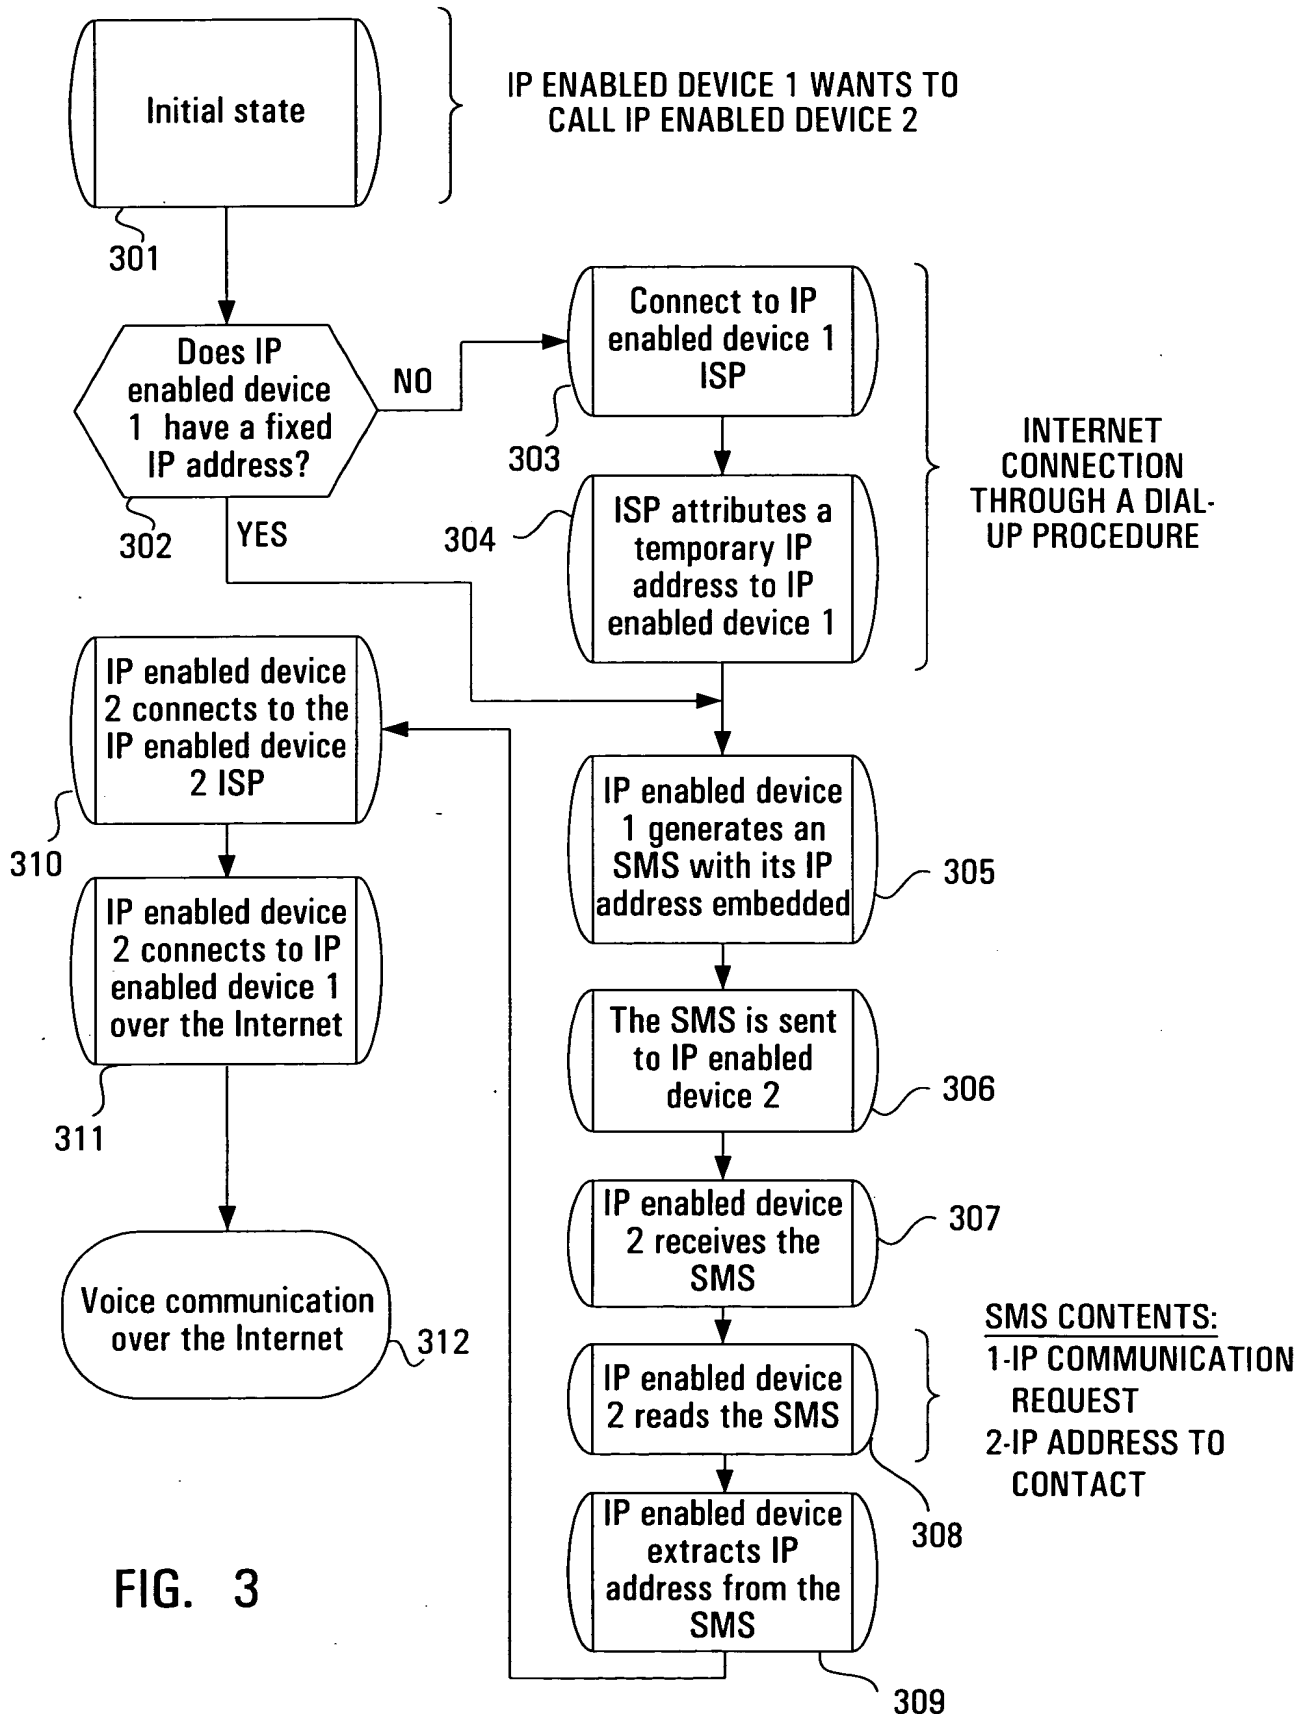 Initial state
IP ENABLED DEVICE 1 WANTS TO
CALL IP ENABLED DEVICE 2
301
Does IP
enabled device
1 have a fixed
IP address?
NO
302
YES
Connect to IP
enabled device 1
ISP
303
304
ISP attributes a
temporary IP
address to IP
enabled device 1
INTERNET
CONNECTION
THROUGH A DIAL-
UP PROCEDURE
IP enabled device
1 generates an
SMS with its IP
address embedded
305
The SMS is sent
to IP enabled
device 2
306
IP enabled device
2 receives the
SMS
307
IP enabled device
2 reads the SMS
308
SMS CONTENTS:
1-IP COMMUNICATION
REQUEST
2-IP ADDRESS TO
CONTACT
IP enabled device
extracts IP
address from the
SMS
309
IP enabled device
2 connects to the
IP enabled device
2 ISP
310
IP enabled device
2 connects to IP
enabled device 1
over the Internet
311
Voice communication
over the Internet
312
FIG. 3